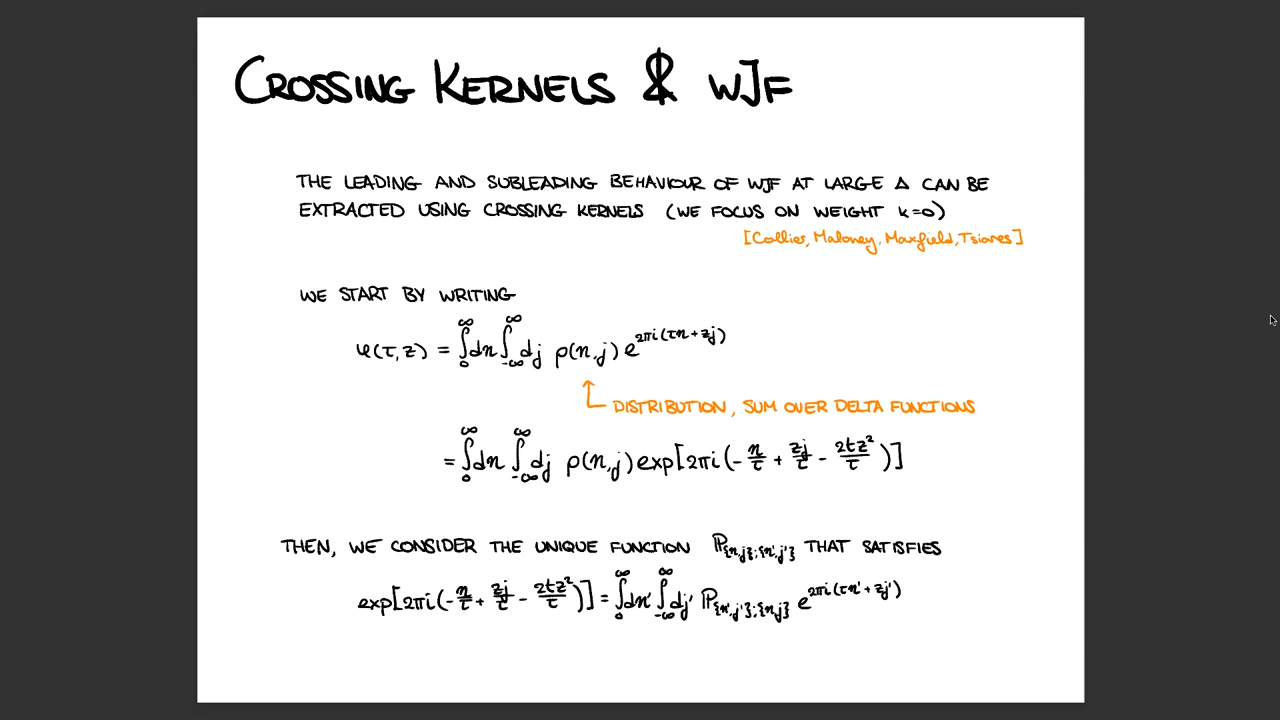 CROSSING KERNELS & WJF
THE LEADING AND SUBLEADING BEHAVIOUR OF WJF AT LARGE Δ CAN BE
EXTRACTED USING CROSSING KERNELS (WE FOCUS ON WEIGHT k=0)
[Collier, Maloney, Maxfield, Tsiares]
WE START BY WRITING
φ(τ,z) = ∫_0^∞ dn ∫_{-∞}^∞ dj ρ(n,j) e^{2πi(τn+zj)}
DISTRIBUTION, SUM OVER DELTA FUNCTIONS
= ∫_0^∞ dn ∫_{-∞}^∞ dj ρ(n,j) exp[2πi(-n/τ + zj/τ - 2tz²/τ)]
THEN, WE CONSIDER THE UNIQUE FUNCTION ℙ_{{n,j};{n',j'}} THAT SATISFIES
exp[2πi(-n/τ + zj/τ - 2tz²/τ)] = ∫_0^∞ dn' ∫_{-∞}^∞ dj' ℙ_{{n',j'};{n,j}} e^{2πi(τn'+zj')}